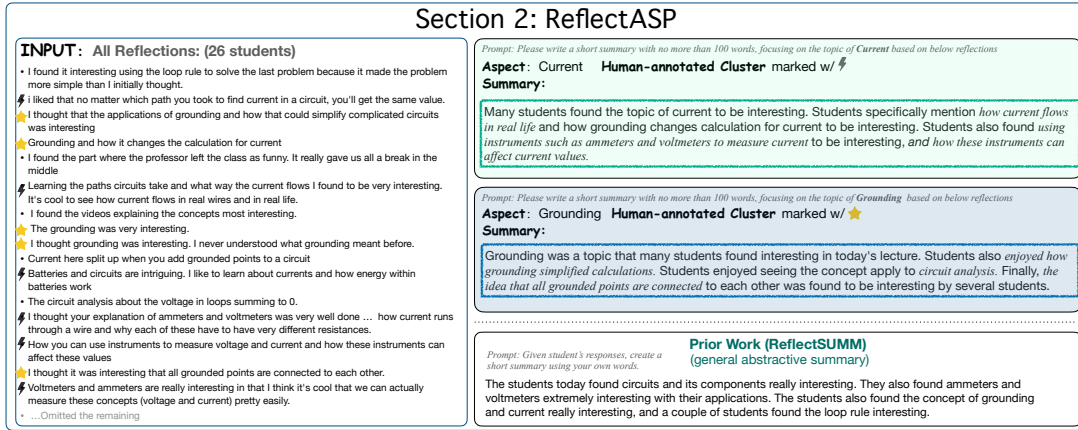 Section 2: ReflectASP
INPUT: All Reflections: (26 students)
• I found it interesting using the loop rule to solve the last problem because it made the problem
more simple than I initially thought.
i liked that no matter which path you took to find current in a circuit, you'll get the same value.
I thought that the applications of grounding and how that could simplify complicated circuits
was interesting
Grounding and how it changes the calculation for current
• I found the part where the professor left the class as funny. It really gave us all a break in the
middle
Learning the paths circuits take and what way the current flows I found to be very interesting.
It's cool to see how current flows in real wires and in real life.
• I found the videos explaining the concepts most interesting.
The grounding was very interesting.
I thought grounding was interesting. I never understood what grounding meant before.
• Current here split up when you add grounded points to a circuit
Batteries and circuits are intriguing. I like to learn about currents and how energy within
batteries work
• The circuit analysis about the voltage in loops summing to 0.
I thought your explanation of ammeters and voltmeters was very well done … how current runs
through a wire and why each of these have to have very different resistances.
How you can use instruments to measure voltage and current and how these instruments can
affect these values
I thought it was interesting that all grounded points are connected to each other.
Voltmeters and ammeters are really interesting in that I think it's cool that we can actually
measure these concepts (voltage and current) pretty easily.
• …Omitted the remaining
Prompt: Please write a short summary with no more than 100 words, focusing on the topic of Current based on below reflections
Aspect: Current Human-annotated Cluster marked w/
Summary:
Many students found the topic of current to be interesting. Students specifically mention how current flows
in real life and how grounding changes calculation for current to be interesting. Students also found using
instruments such as ammeters and voltmeters to measure current to be interesting, and how these instruments can
affect current values.
Prompt: Please write a short summary with no more than 100 words, focusing on the topic of Grounding based on below reflections
Aspect: Grounding Human-annotated Cluster marked w/
Summary:
Grounding was a topic that many students found interesting in today's lecture. Students also enjoyed how
grounding simplified calculations. Students enjoyed seeing the concept apply to circuit analysis. Finally, the
idea that all grounded points are connected to each other was found to be interesting by several students.
Prior Work (ReflectSUMM)
(general abstractive summary)
Prompt: Given student's responses, create a
short summary using your own words.
The students today found circuits and its components really interesting. They also found ammeters and
voltmeters extremely interesting with their applications. The students also found the concept of grounding
and current really interesting, and a couple of students found the loop rule interesting.